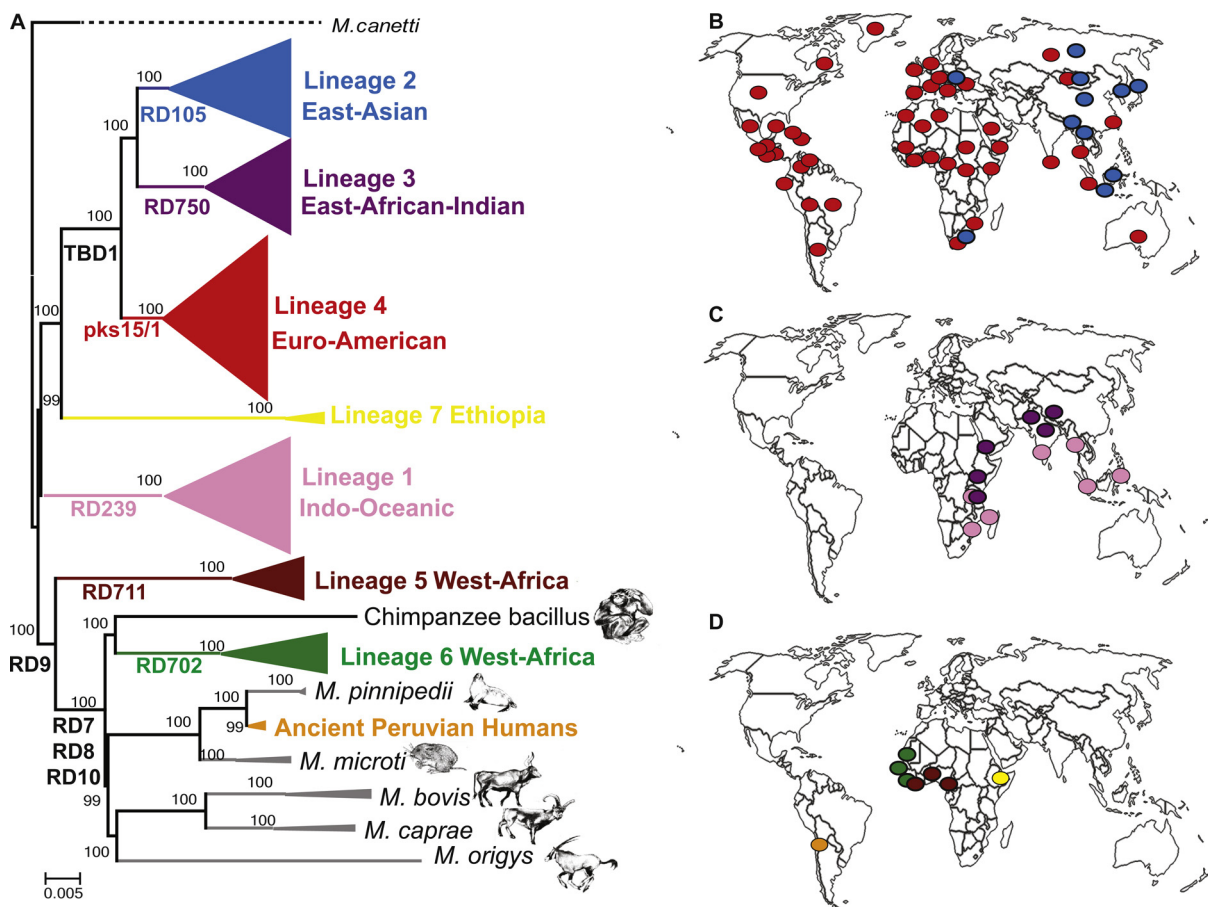 A
M.canetti
100
Lineage 2
RD105
East-Asian
100
100
Lineage 3
RD750
East-African-Indian
100
TBD1
100
Lineage 4
pks15/1
Euro-American
100
99
100
Lineage 7 Ethiopia
100
Lineage 1
RD239
Indo-Oceanic
100
Lineage 5 West-Africa
RD711
Chimpanzee bacillus
100
RD9
100
RD702
Lineage 6 West-Africa
100
M. pinnipedii
100
100
RD7
99
Ancient Peruvian Humans
100
RD8
100
M. microti
RD10
99
100
100
M. bovis
100
M. caprae
100
M. origys
0.005
B
C
D